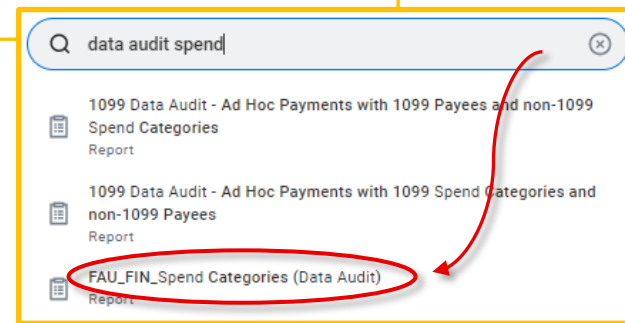 data audit spend
1099 Data Audit - Ad Hoc Payments with 1099 Payees and non-1099
Spend Categories
Report
1099 Data Audit - Ad Hoc Payments with 1099 Spend Categories and
non-1099 Payees
Report
FAU_FIN_Spend Categories (Data Audit)
Report